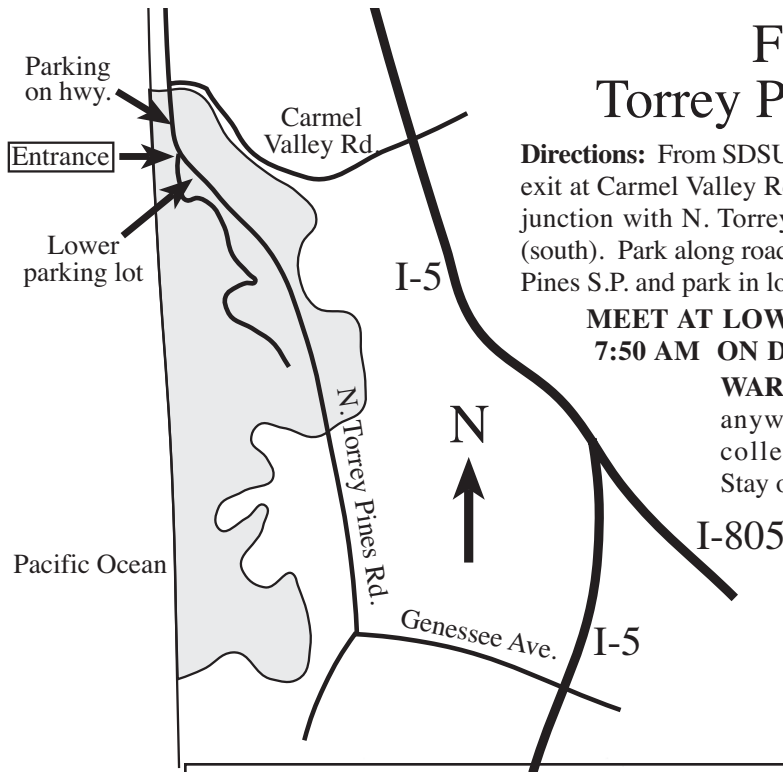 F
Torrey P
Directions: From SDSU
exit at Carmel Valley R
junction with N. Torrey
(south). Park along road
Pines S.P. and park in lo
MEET AT LOW
7:50 AM ON D
WAR
anyw
colle
Stay o
Parking
on hwy.
Entrance
Lower
parking lot
Carmel
Valley Rd.
I-5
N
N. Torrey Pines Rd.
I-805
Pacific Ocean
Genessee Ave.
I-5